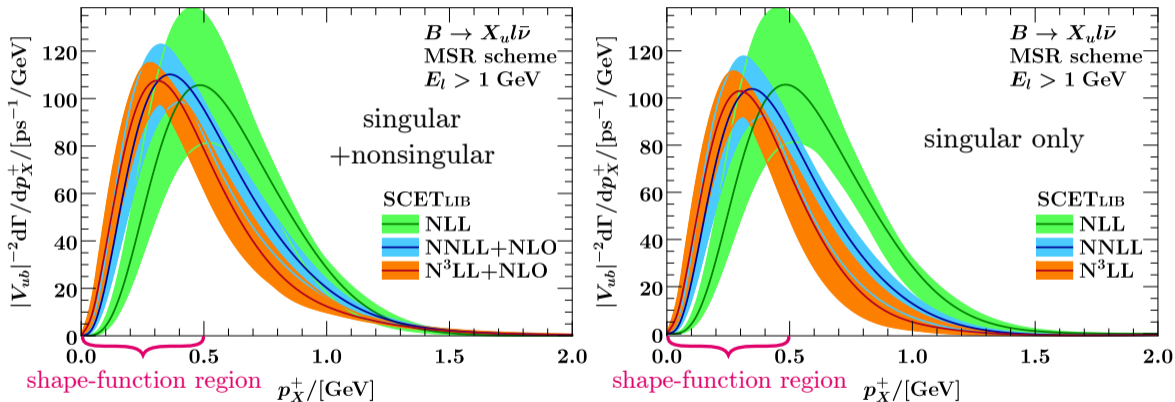 |V_{ub}|^{-2}dΓ/dp_X^+/[ps^{-1}/GeV]
120
100
80
60
40
20
0
B → X_u l ν̄
MSR scheme
E_l > 1 GeV
singular
+nonsingular
SCETLIB
NLL
NNLL+NLO
N³LL+NLO
0.0 0.5 1.0 1.5 2.0
shape-function region
p_X^+/[GeV]
|V_{ub}|^{-2}dΓ/dp_X^+/[ps^{-1}/GeV]
120
100
80
60
40
20
0
B → X_u l ν̄
MSR scheme
E_l > 1 GeV
singular only
SCETLIB
NLL
NNLL
N³LL
0.0 0.5 1.0 1.5 2.0
shape-function region
p_X^+/[GeV]